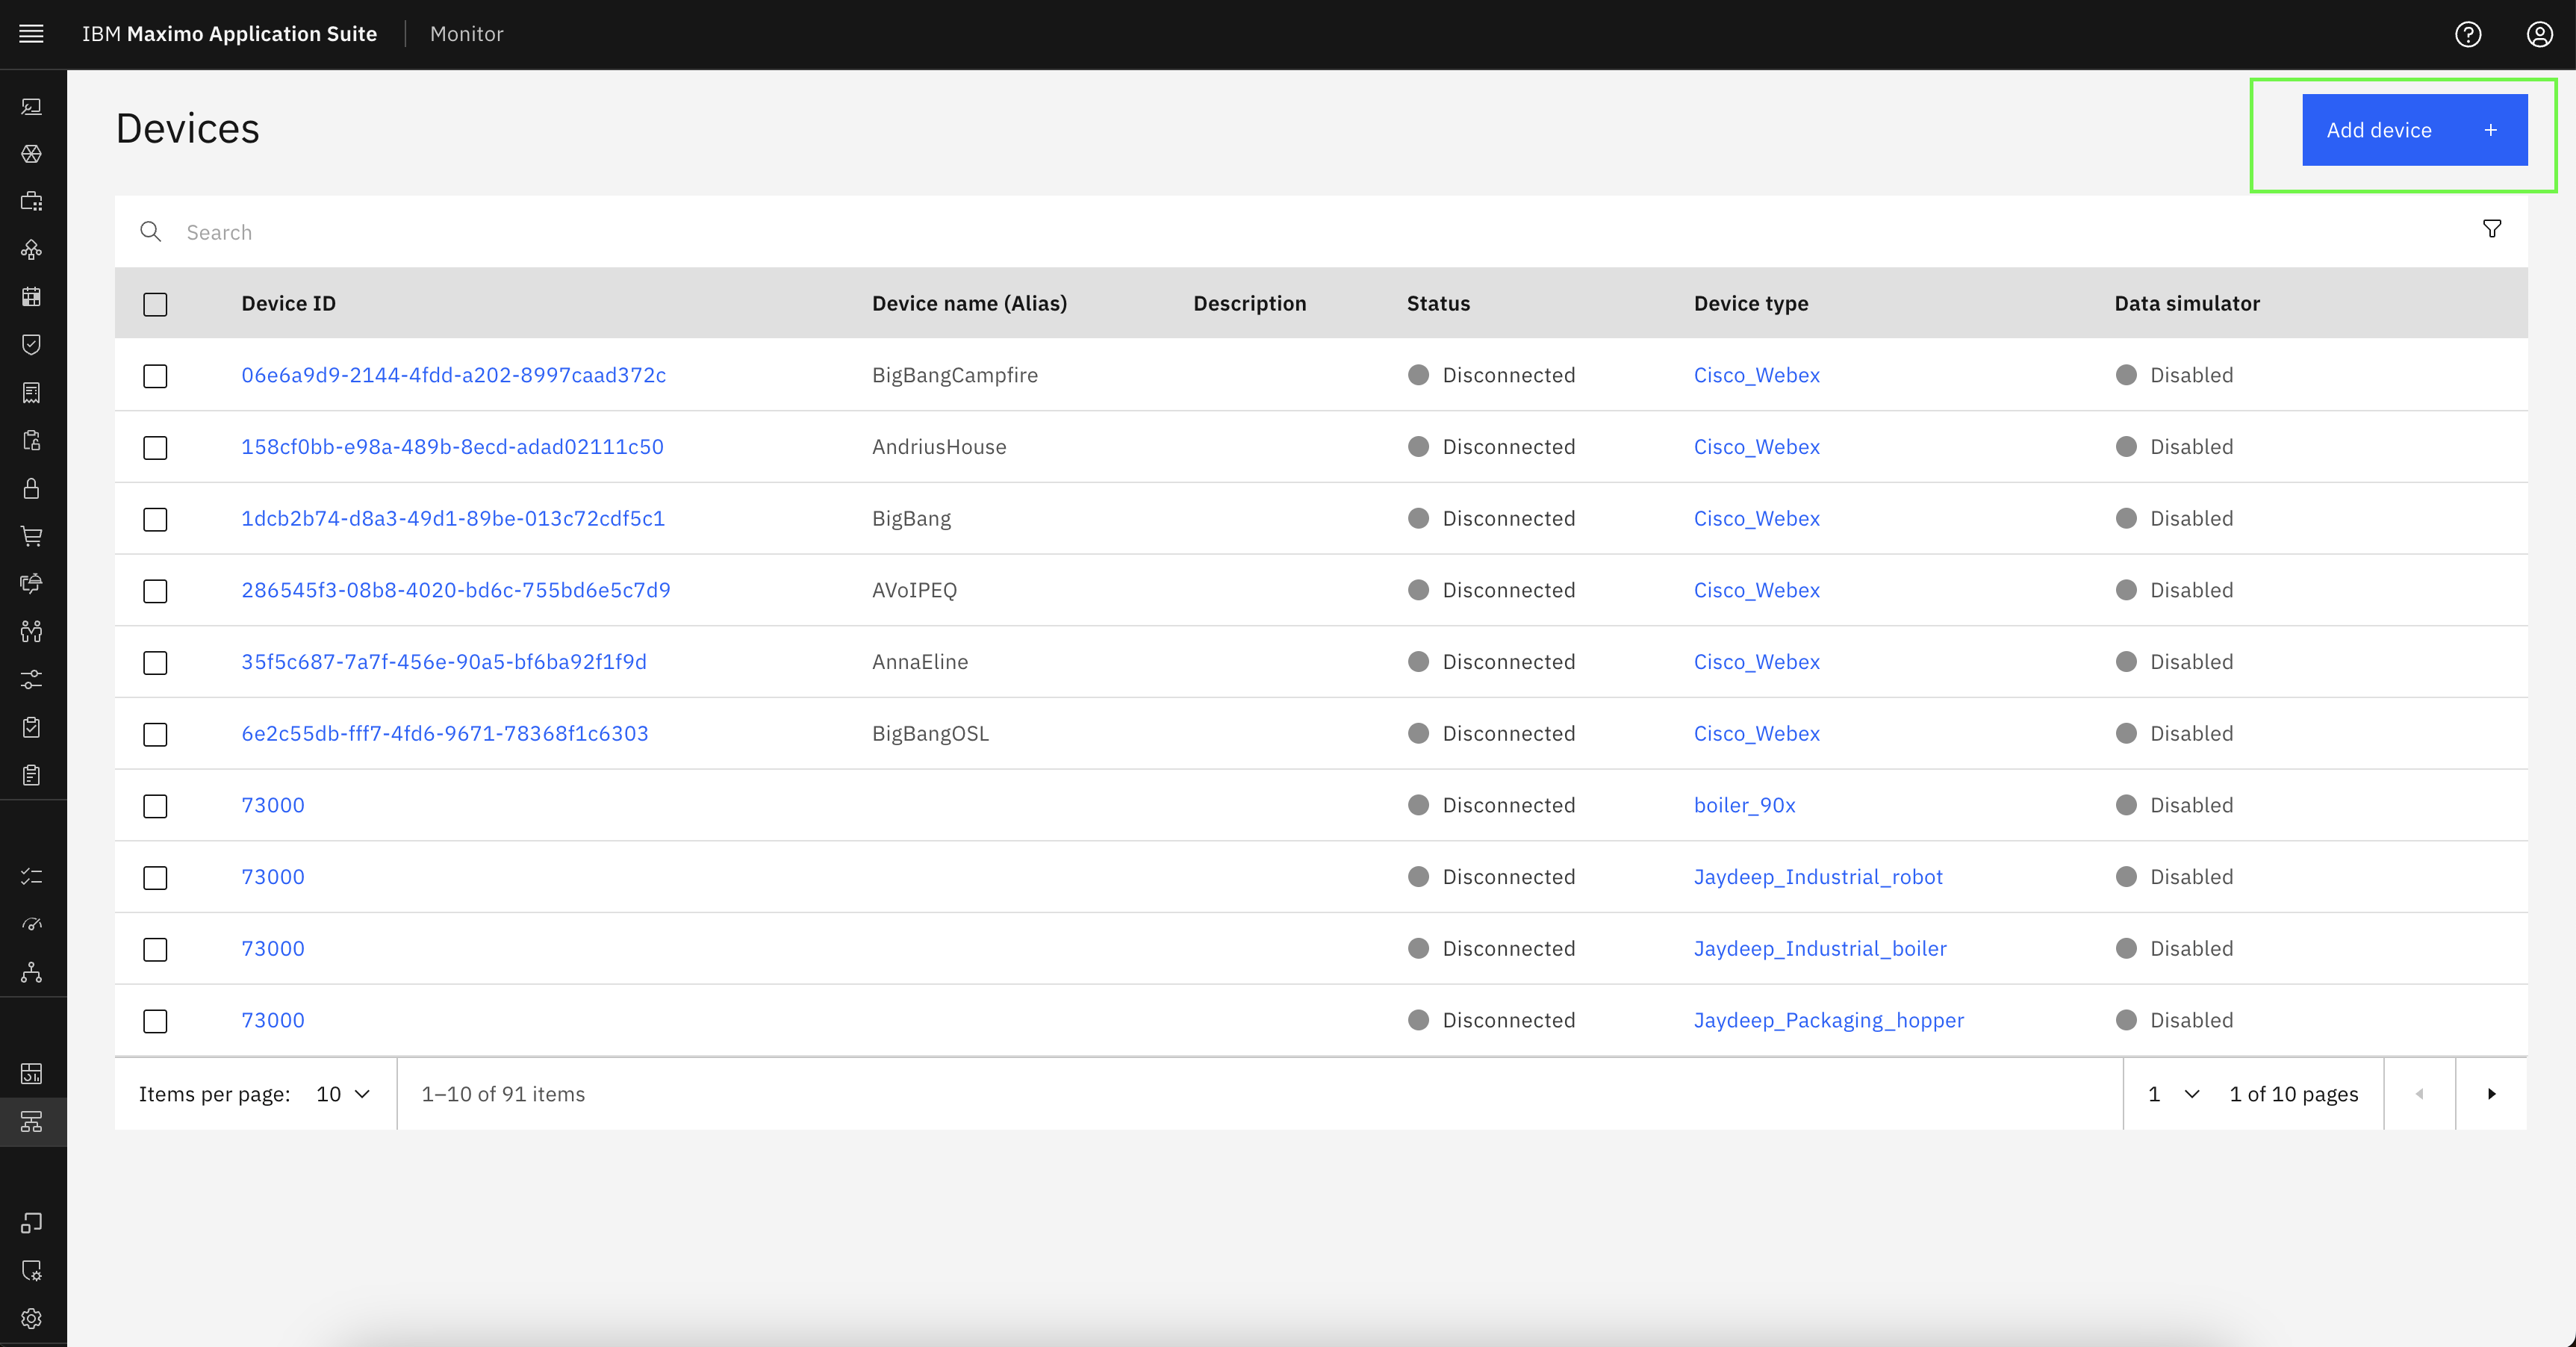 IBM Maximo Application Suite Monitor
Devices
Add device +
Search
Device ID Device name (Alias) Description Status Device type Data simulator
06e6a9d9-2144-4fdd-a202-8997caad372c BigBangCampfire Disconnected Cisco_Webex Disabled
158cf0bb-e98a-489b-8ecd-adad02111c50 AndriusHouse Disconnected Cisco_Webex Disabled
1dcb2b74-d8a3-49d1-89be-013c72cdf5c1 BigBang Disconnected Cisco_Webex Disabled
286545f3-08b8-4020-bd6c-755bd6e5c7d9 AVoIPEQ Disconnected Cisco_Webex Disabled
35f5c687-7a7f-456e-90a5-bf6ba92f1f9d AnnaEline Disconnected Cisco_Webex Disabled
6e2c55db-fff7-4fd6-9671-78368f1c6303 BigBangOSL Disconnected Cisco_Webex Disabled
73000 Disconnected boiler_90x Disabled
73000 Disconnected Jaydeep_Industrial_robot Disabled
73000 Disconnected Jaydeep_Industrial_boiler Disabled
73000 Disconnected Jaydeep_Packaging_hopper Disabled
Items per page: 10 1–10 of 91 items 1 1 of 10 pages